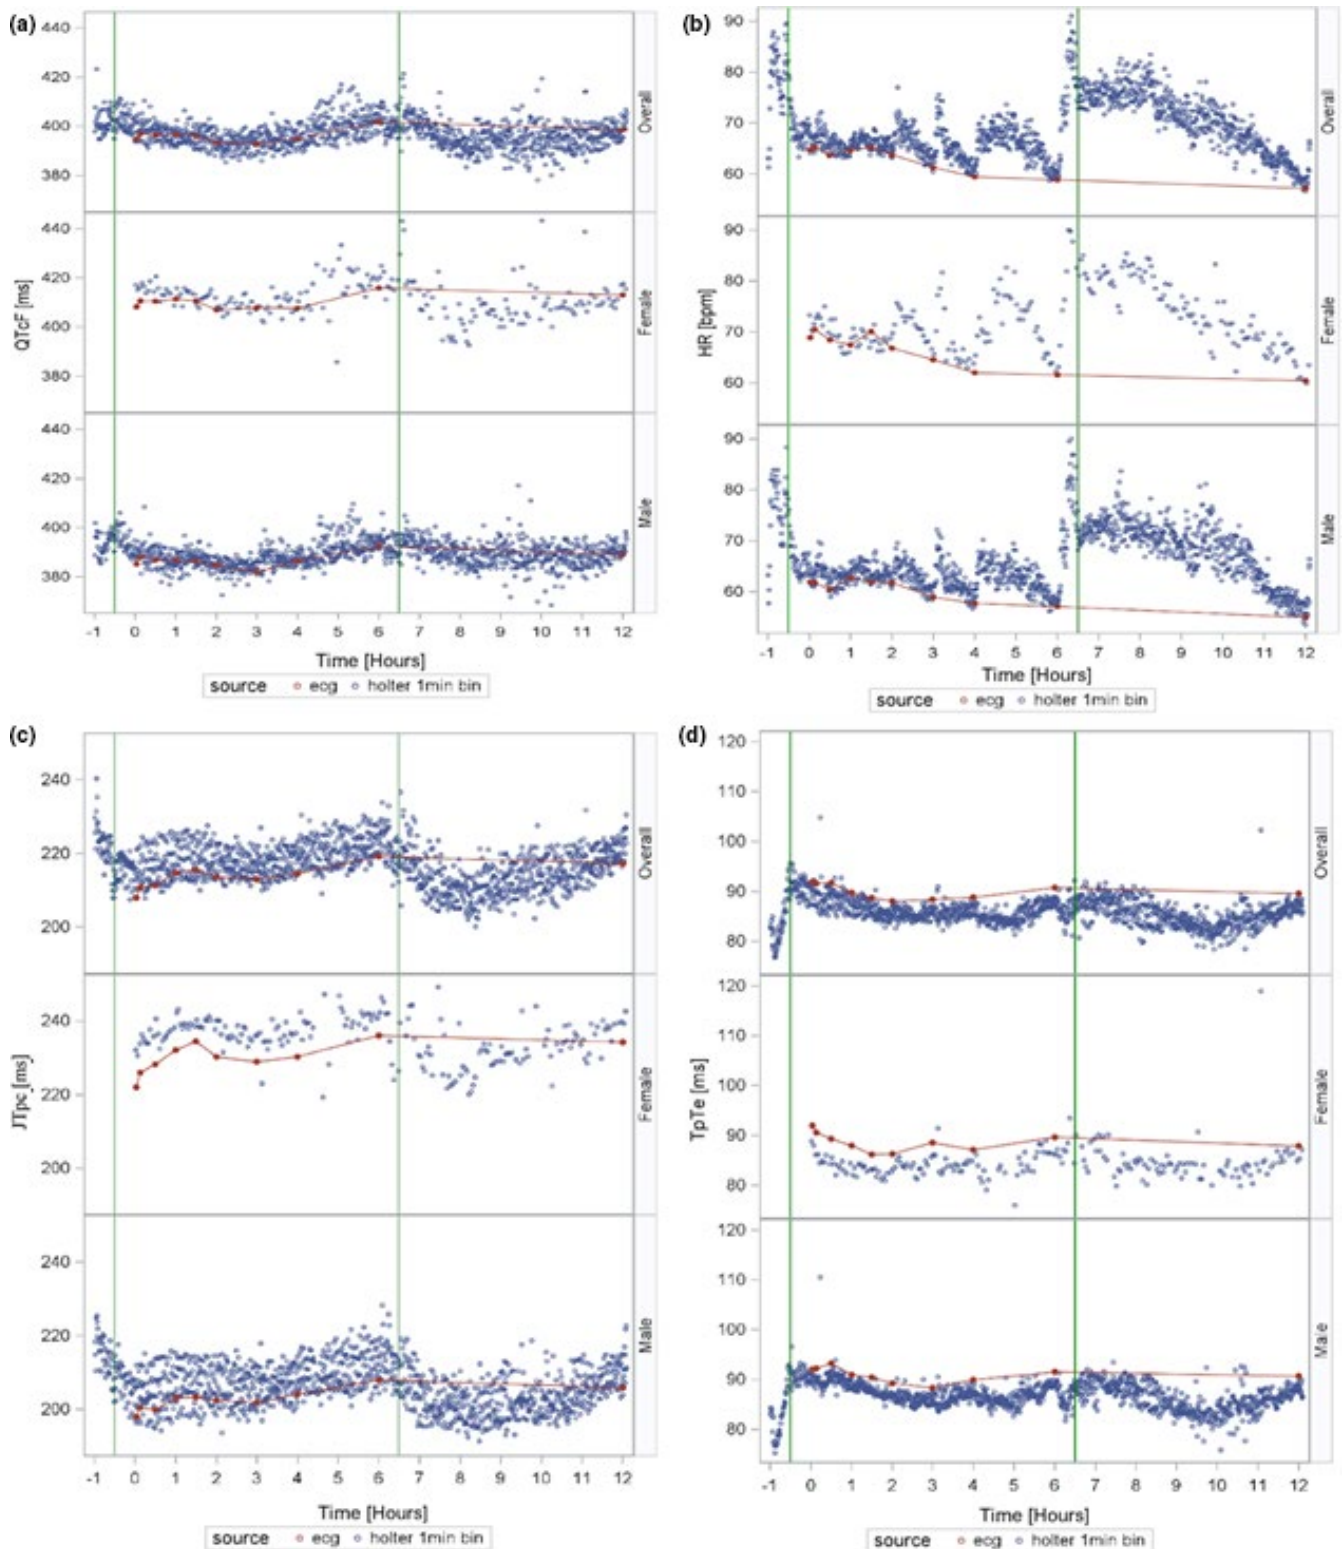 (a)
440
420
400
380
Overall
440
420
400
380
Female
QTcF [ms]
440
420
400
380
Male
-1 0 1 2 3 4 5 6 7 8 9 10 11 12
Time [Hours]
source ecg holter 1min bin
(b)
90
80
70
60
Overall
90
80
70
60
Female
HR [bpm]
90
80
70
60
Male
-1 0 1 2 3 4 5 6 7 8 9 10 11 12
Time [Hours]
source ecg holter 1min bin
(c)
240
220
200
Overall
240
220
200
Female
JTpc [ms]
240
220
200
Male
-1 0 1 2 3 4 5 6 7 8 9 10 11 12
Time [Hours]
source ecg holter 1min bin
(d)
120
110
100
90
80
Overall
120
110
100
90
80
Female
TpTe [ms]
120
110
100
90
80
Male
-1 0 1 2 3 4 5 6 7 8 9 10 11 12
Time [Hours]
source ecg holter 1min bin